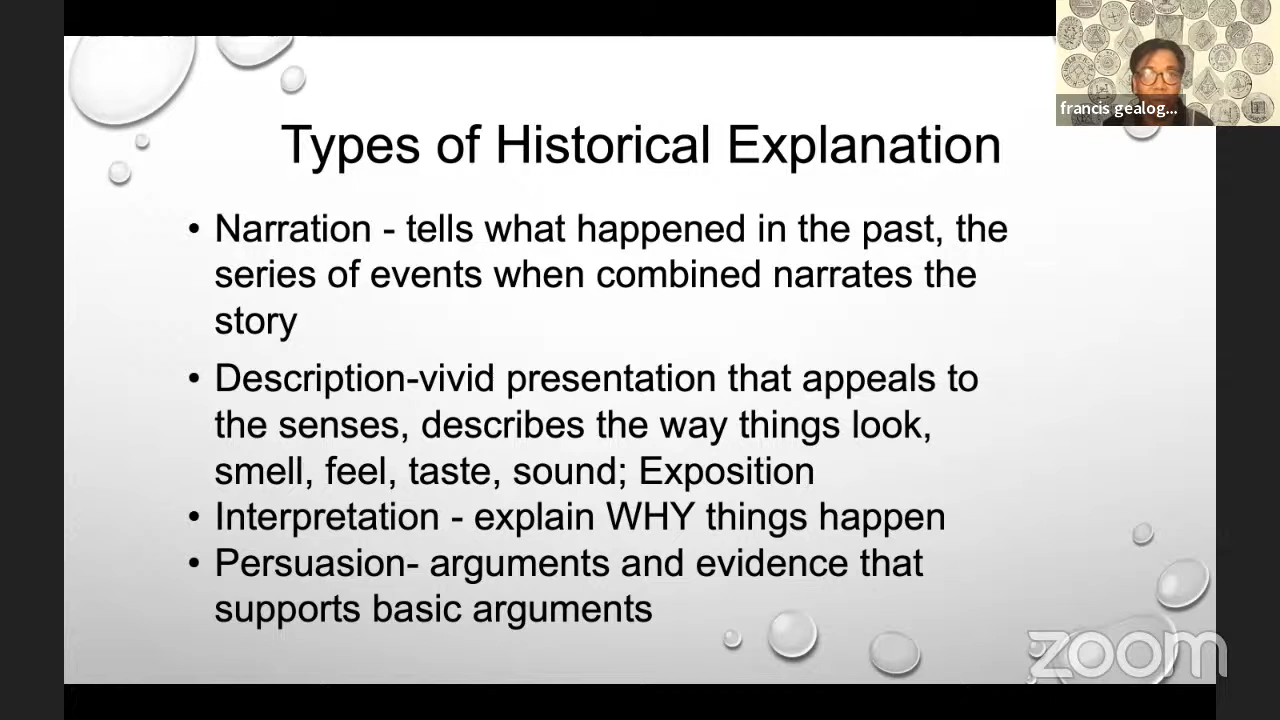 francis gealog...
Types of Historical Explanation
• Narration - tells what happened in the past, the
series of events when combined narrates the
story
• Description-vivid presentation that appeals to
the senses, describes the way things look,
smell, feel, taste, sound; Exposition
• Interpretation - explain WHY things happen
• Persuasion- arguments and evidence that
supports basic arguments
zoom